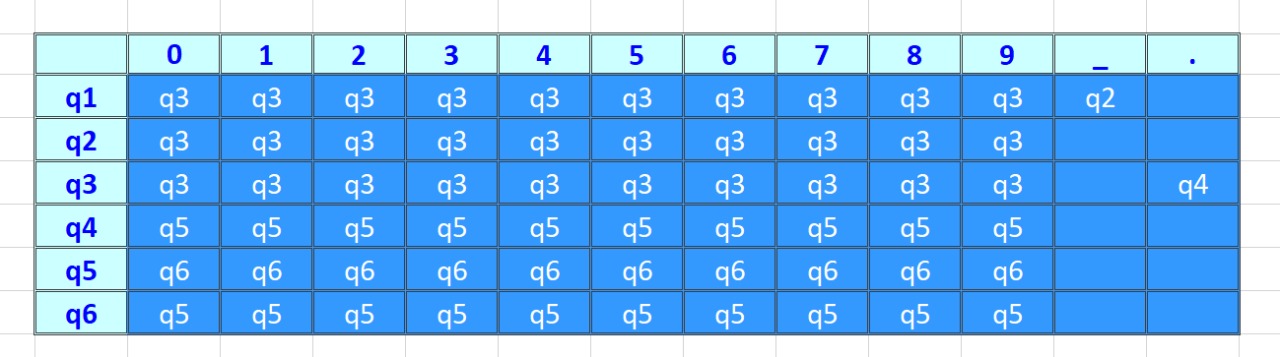 0 1 2 3 4 5 6 7 8 9 _ .
q1 q3 q3 q3 q3 q3 q3 q3 q3 q3 q3 q2
q2 q3 q3 q3 q3 q3 q3 q3 q3 q3 q3
q3 q3 q3 q3 q3 q3 q3 q3 q3 q3 q3 q4
q4 q5 q5 q5 q5 q5 q5 q5 q5 q5 q5
q5 q6 q6 q6 q6 q6 q6 q6 q6 q6 q6
q6 q5 q5 q5 q5 q5 q5 q5 q5 q5 q5